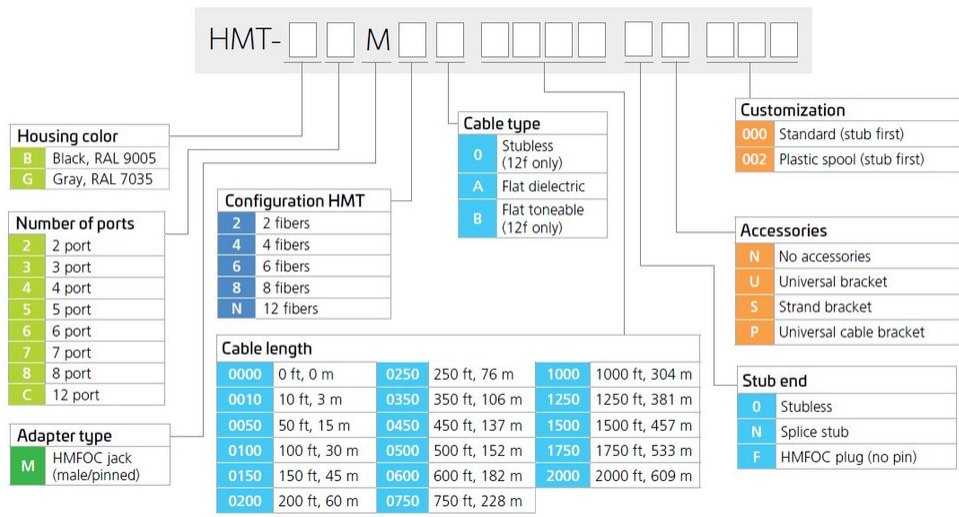 HMT- M
Housing color
B Black, RAL 9005
G Gray, RAL 7035
Number of ports
2 2 port
3 3 port
4 4 port
5 5 port
6 6 port
7 7 port
8 8 port
C 12 port
Adapter type
M HMFOC jack
(male/pinned)
Configuration HMT
2 2 fibers
4 4 fibers
6 6 fibers
8 8 fibers
N 12 fibers
Cable type
0 Stubless
(12f only)
A Flat dielectric
B Flat toneable
(12f only)
Cable length
0000 0 ft, 0 m 0250 250 ft, 76 m 1000 1000 ft, 304 m
0010 10 ft, 3 m 0350 350 ft, 106 m 1250 1250 ft, 381 m
0050 50 ft, 15 m 0450 450 ft, 137 m 1500 1500 ft, 457 m
0100 100 ft, 30 m 0500 500 ft, 152 m 1750 1750 ft, 533 m
0150 150 ft, 45 m 0600 600 ft, 182 m 2000 2000 ft, 609 m
0200 200 ft, 60 m 0750 750 ft, 228 m
Customization
000 Standard (stub first)
002 Plastic spool (stub first)
Accessories
N No accessories
U Universal bracket
S Strand bracket
P Universal cable bracket
Stub end
0 Stubless
N Splice stub
F HMFOC plug (no pin)